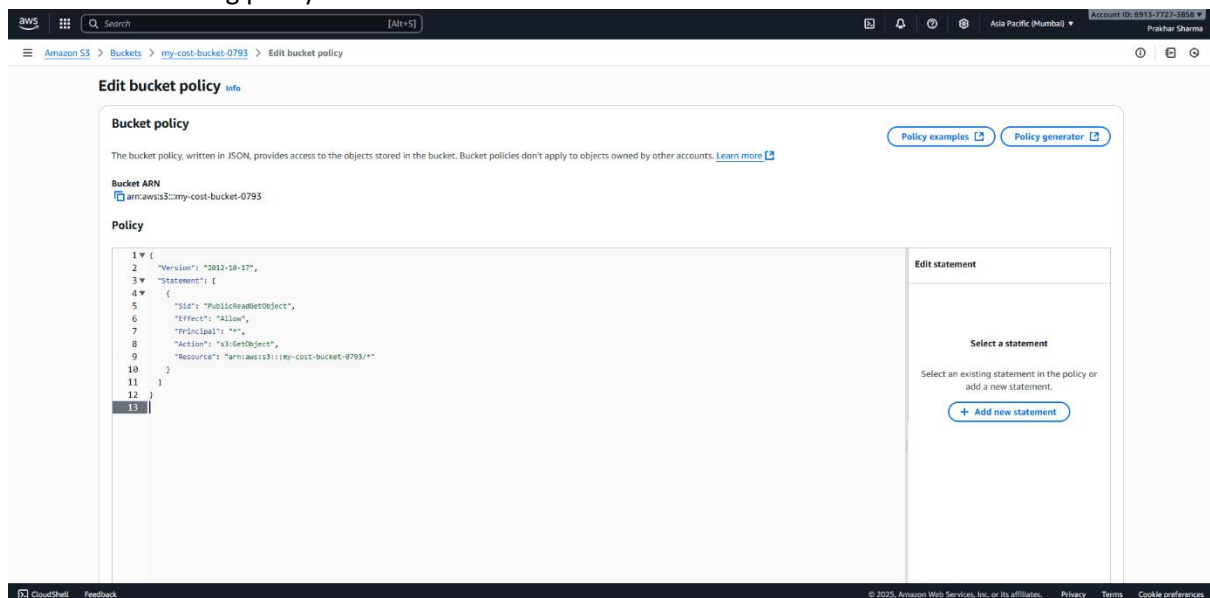 aws Search [Alt+S] Asia Pacific (Mumbai) ▼ Account ID: 8913-7727-3858 ▼
Prakhar Sharma
Amazon S3 > Buckets > my-cost-bucket-0793 > Edit bucket policy
Edit bucket policy Info
Bucket policy
Policy examples Policy generator
The bucket policy, written in JSON, provides access to the objects stored in the bucket. Bucket policies don't apply to objects owned by other accounts. Learn more
Bucket ARN
arn:aws:s3:::my-cost-bucket-0793
Policy
1 ▼ {
2 "Version": "2012-10-17",
3 ▼ "Statement": [
4 ▼ {
5 "Sid": "PublicReadGetObject",
6 "Effect": "Allow",
7 "Principal": "*",
8 "Action": "s3:GetObject",
9 "Resource": "arn:aws:s3:::my-cost-bucket-0793/*"
10 }
11 ]
12 }
13
Edit statement
Select a statement
Select an existing statement in the policy or
add a new statement.
+ Add new statement
CloudShell Feedback © 2025, Amazon Web Services, Inc. or its affiliates. Privacy Terms Cookie preferences